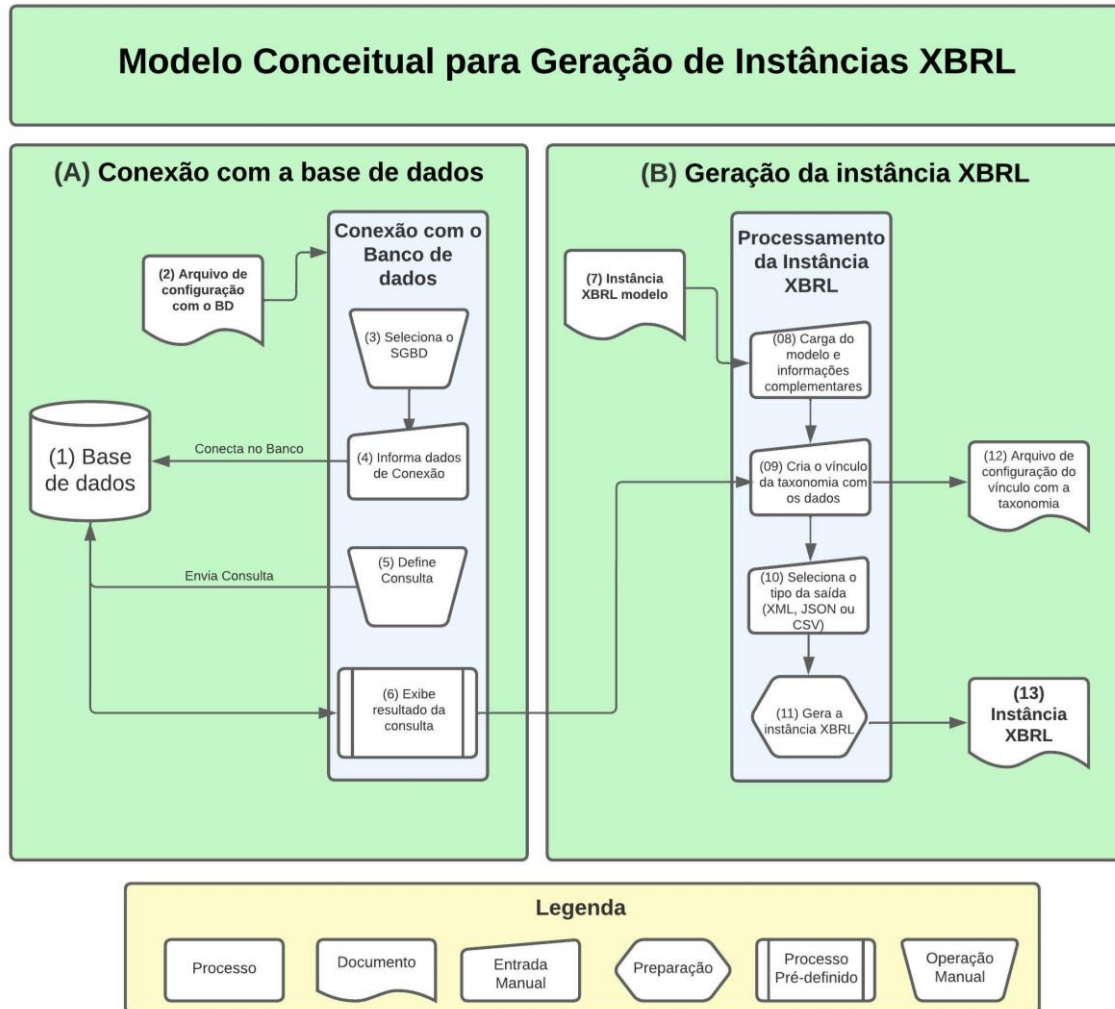 Modelo Conceitual para Geração de Instâncias XBRL
(A) Conexão com a base de dados
Conexão com o
Banco de
dados
(2) Arquivo de
configuração
com o BD
(3) Seleciona o
SGBD
(1) Base
de dados
Conecta no Banco
(4) Informa dados
de Conexão
Envia Consulta
(5) Define
Consulta
(6) Exibe
resultado da
consulta
(B) Geração da instância XBRL
Processamento
da Instância
XBRL
(7) Instância
XBRL modelo
(08) Carga do
modelo e
informações
complementares
(09) Cria o vínculo
da taxonomia com
os dados
(12) Arquivo de
configuração do
vínculo com a
taxonomia
(10) Seleciona o
tipo da saída
(XML, JSON ou
CSV)
(11) Gera a
instância XBRL
(13)
Instância
XBRL
Legenda
Processo
Documento
Entrada
Manual
Preparação
Processo
Pré-definido
Operação
Manual